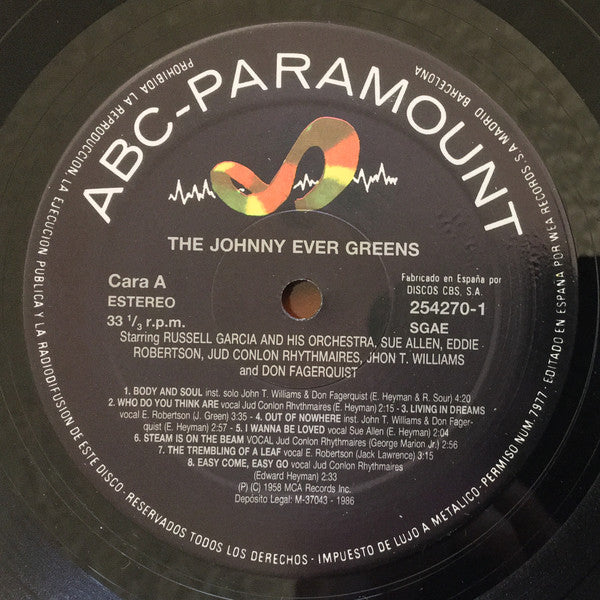 ABC-PARAMOUNT
THE JOHNNY EVER GREENS
Cara A
ESTEREO
33 1/3 r.p.m.
Fabricado en España por
DISCOS CBS, S.A.
254270-1
SGAE
Starring RUSSELL GARCIA AND HIS ORCHESTRA. SUE ALLEN, EDDIE
ROBERTSON, JUD CONLON RHYTHMAIRES, JHON T. WILLIAMS
and DON FAGERQUIST
1. BODY AND SOUL inst. solo John T. Williams & Don Fagerquist (E. Heyman & R. Sour) 4:20
2. WHO DO YOU THINK ARE vocal Jud Conlon Rhythmaires (E. Heyman) 2:15 - 3. LIVING IN DREAMS
vocal E. Robertson (J. Green) 3:35 - 4. OUT OF NOWHERE inst. John T. Williams & Don Fager-
quist (E. Heyman) 2:57 - 5. I WANNA BE LOVED vocal Sue Allen (E. Heyman) 2:04
6. STEAM IS ON THE BEAM VOCAL Jud Conlon Rhythmaires (George Marion Jr.) 2:56
7. THE TREMBLING OF A LEAF vocal E. Robertson (Jack Lawrence) 3:15
8. EASY COME, EASY GO vocal Jud Conlon Rhythmaires
(Edward Heyman) 2:33
(P) (C) 1958 MCA Records Inc.
Depósito Legal: M-37043 - 1986
PROHIBIDA LA REPRODUCCION, LA EJECUCION PUBLICA Y LA RADIODIFUSION DE ESTE DISCO - RESERVADOS TODOS LOS DERECHOS - IMPUESTO DE LUJO A METALICO - PERMISO NUM. 7977 - EDITADO EN ESPAÑA POR WEA RECORDS, S.A. MADRID BARCELONA